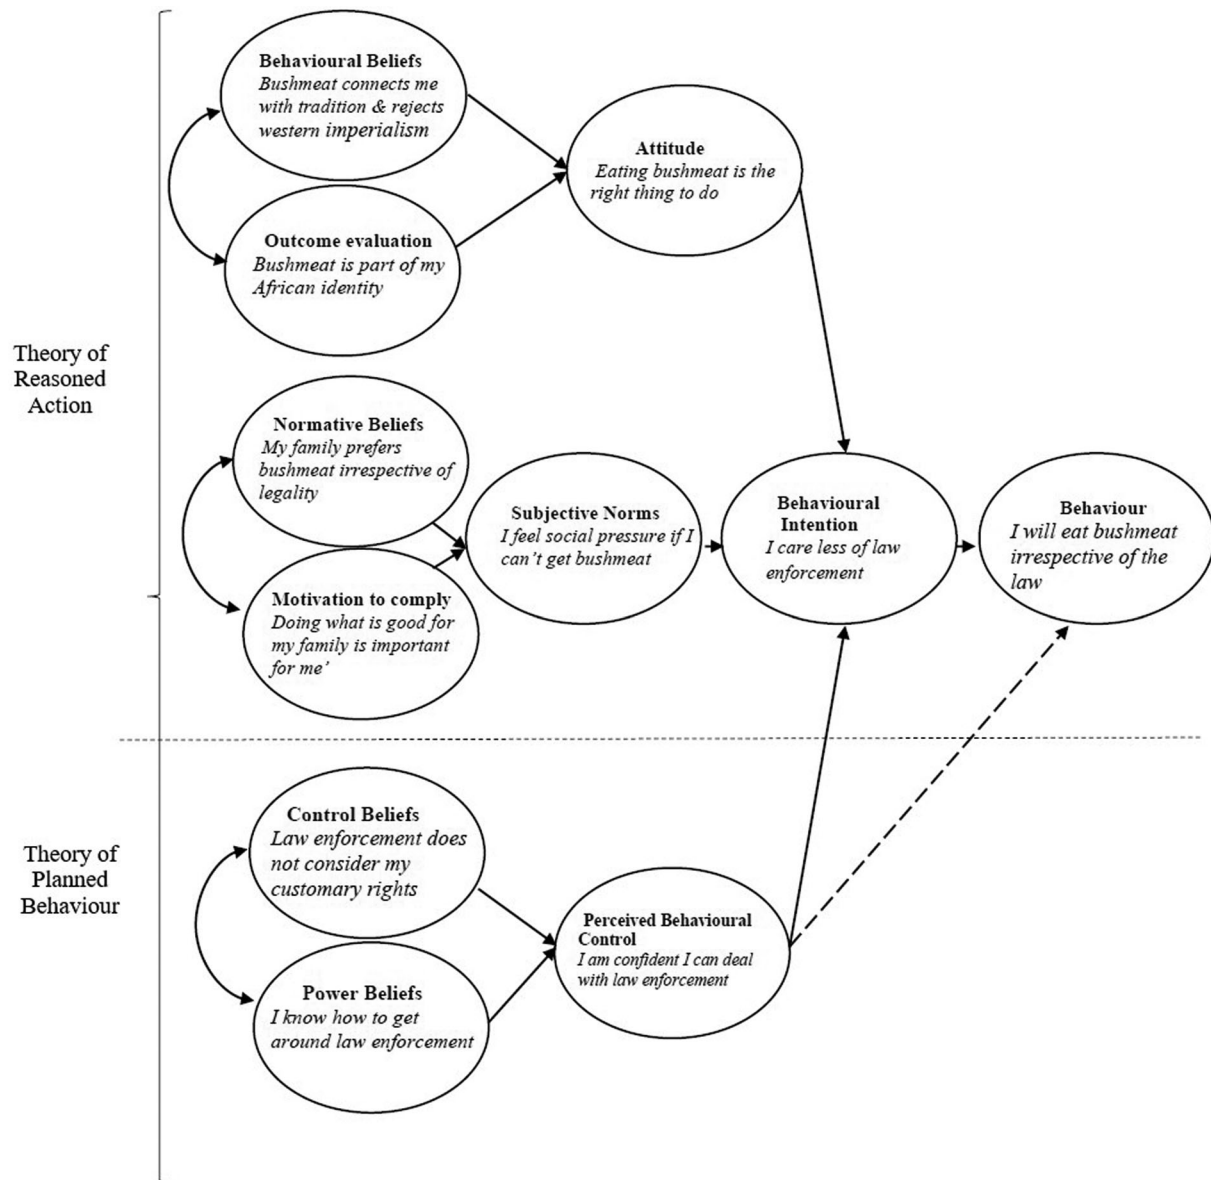 Behavioural Beliefs
Bushmeat connects me
with tradition & rejects
western imperialism
Attitude
Eating bushmeat is the
right thing to do
Outcome evaluation
Bushmeat is part of my
African identity
Theory of
Reasoned
Action
Normative Beliefs
My family prefers
bushmeat irrespective of
legality
Subjective Norms
I feel social pressure if I
can't get bushmeat
Behavioural
Intention
I care less of law
enforcement
Behaviour
I will eat bushmeat
irrespective of the
law
Motivation to comply
Doing what is good for
my family is important
for me'
Theory of
Planned
Behaviour
Control Beliefs
Law enforcement does
not consider my
customary rights
Perceived Behavioural
Control
I am confident I can deal
with law enforcement
Power Beliefs
I know how to get
around law enforcement